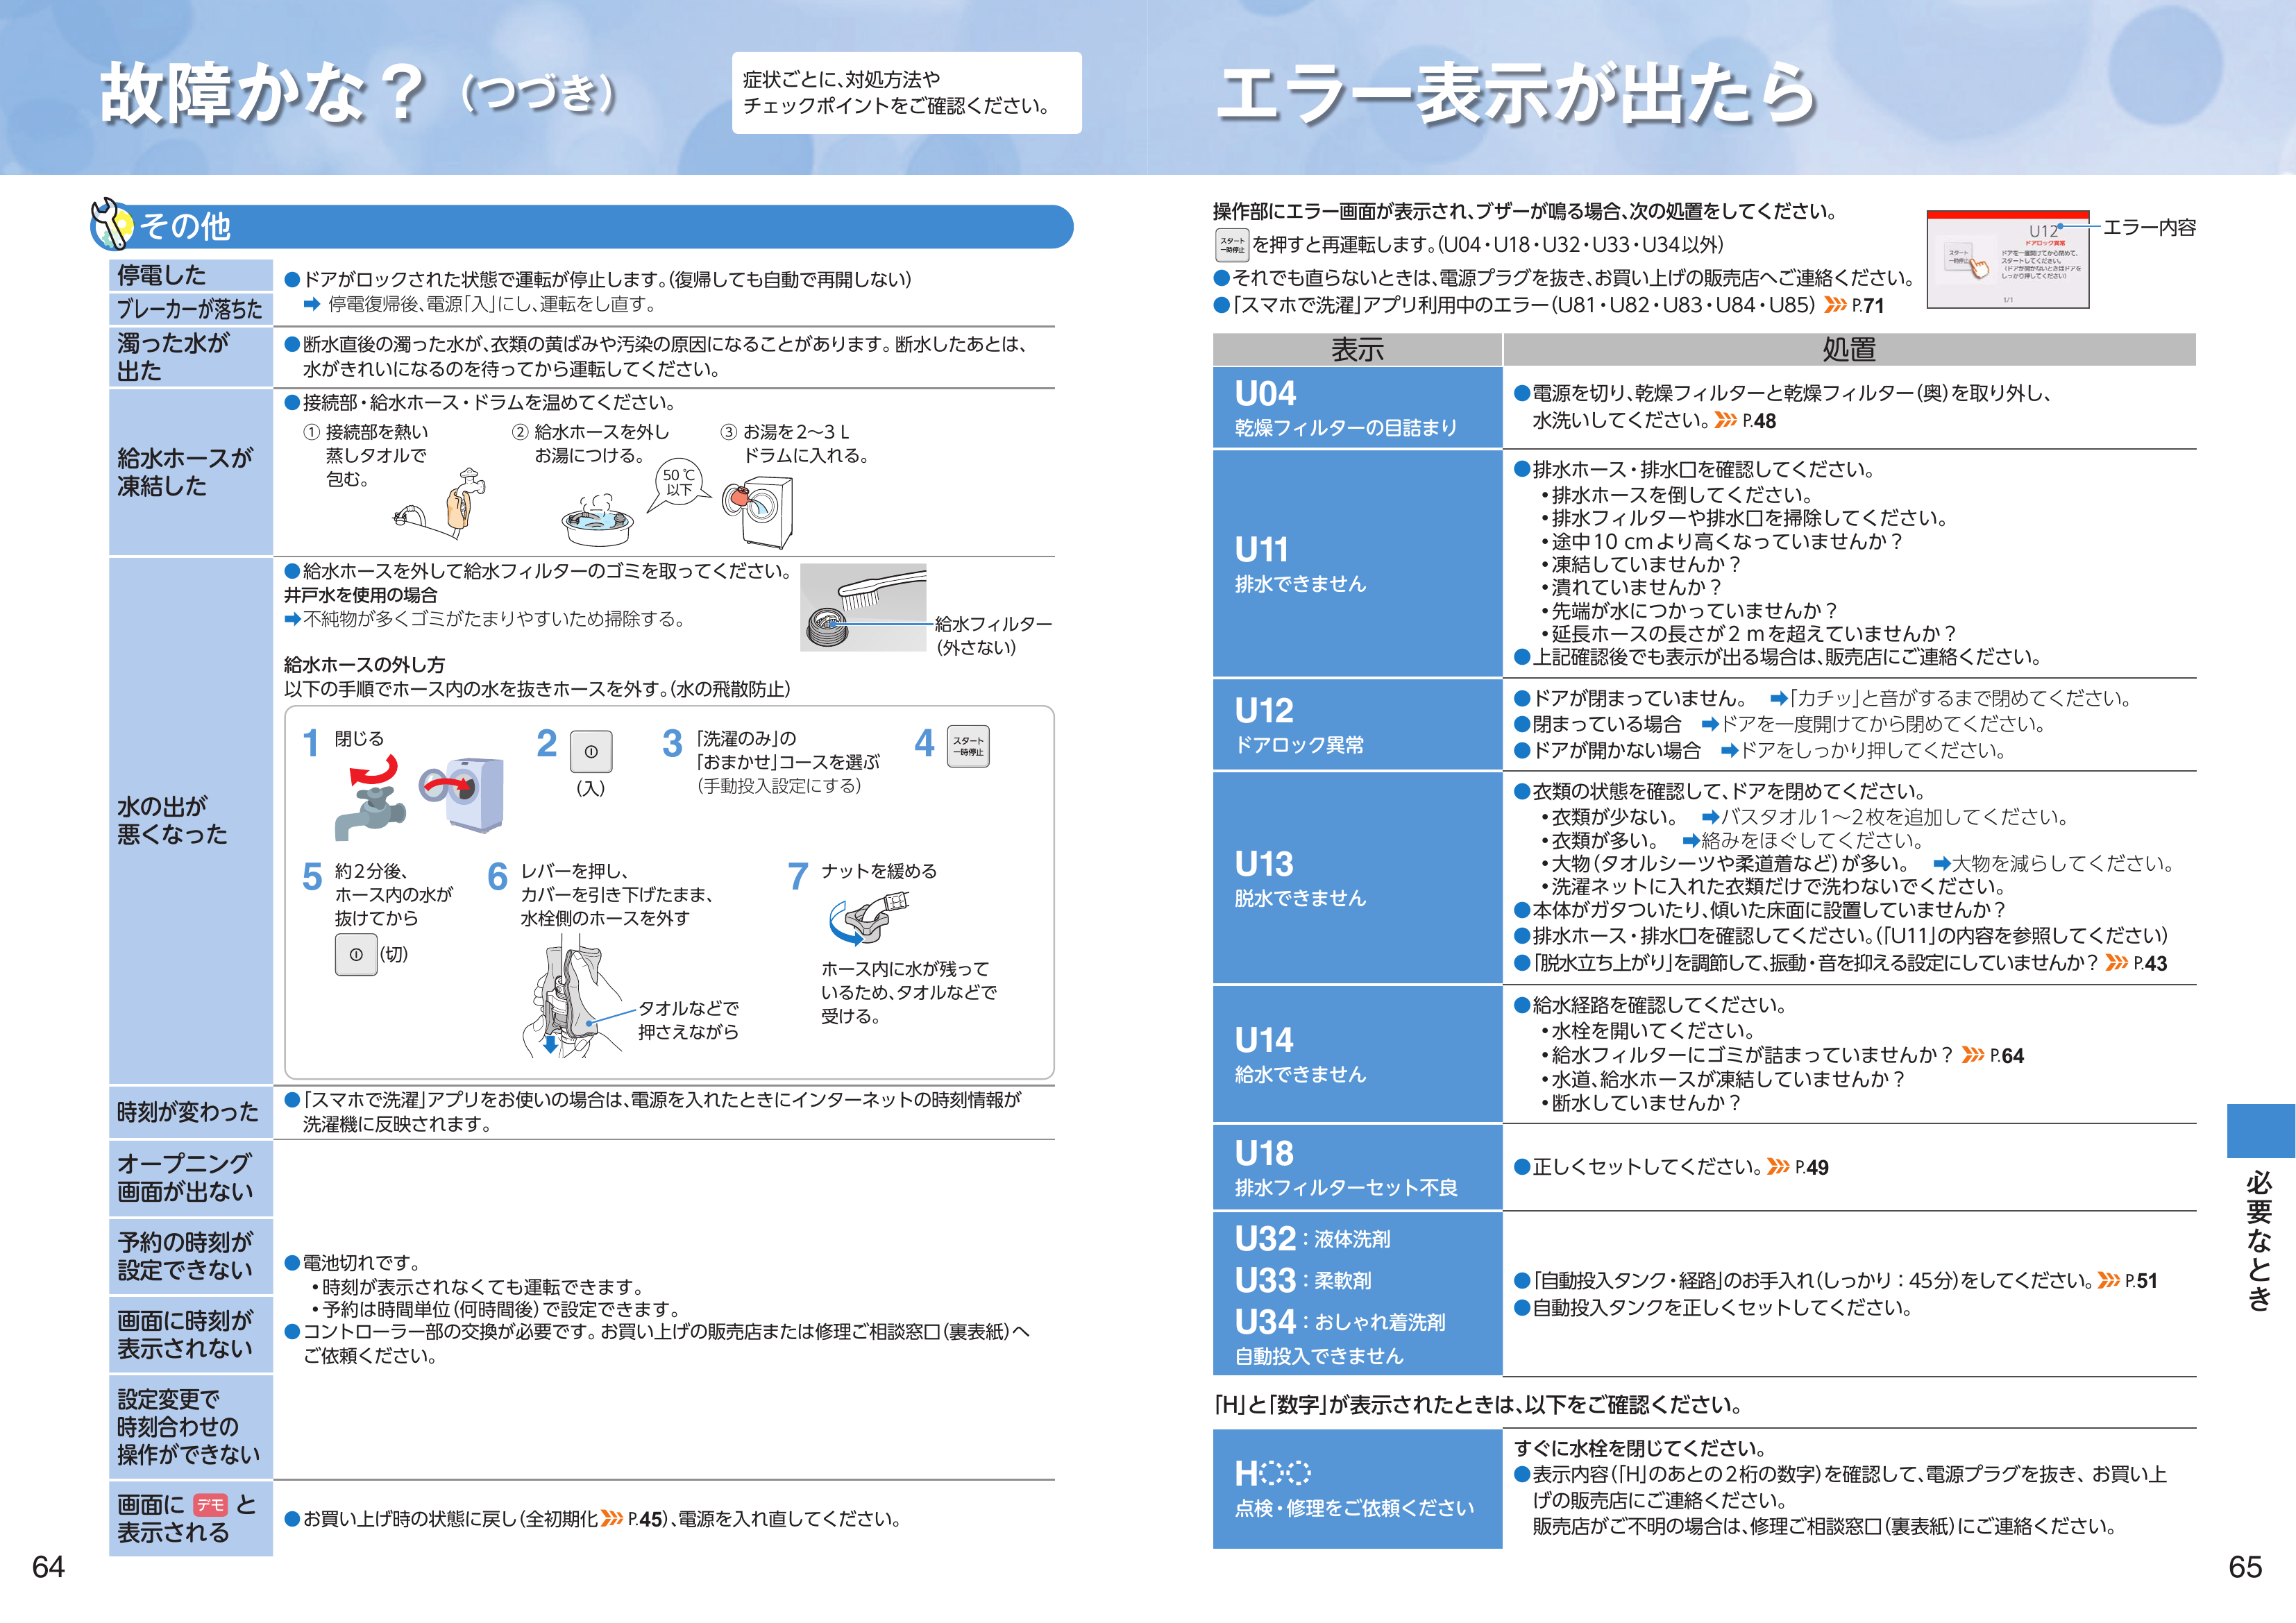 故障かな？（つづき）
症状ごとに、対処方法や
チェックポイントをご確認ください。
その他
停電した
ブレーカーが落ちた
●ドアがロックされた状態で運転が停止します。（復帰しても自動で再開しない）
➡ 停電復帰後、電源「入」にし、運転をし直す。
濁った水が
出た
●断水直後の濁った水が、衣類の黄ばみや汚染の原因になることがあります。断水したあとは、
水がきれいになるのを待ってから運転してください。
給水ホースが
凍結した
●接続部・給水ホース・ドラムを温めてください。
① 接続部を熱い
蒸しタオルで
包む。
② 給水ホースを外し
お湯につける。
50 ℃
以下
③ お湯を2～3 L
ドラムに入れる。
水の出が
悪くなった
●給水ホースを外して給水フィルターのゴミを取ってください。
井戸水を使用の場合
➡不純物が多くゴミがたまりやすいため掃除する。
給水フィルター
（外さない）
給水ホースの外し方
以下の手順でホース内の水を抜きホースを外す。（水の飛散防止）
1 閉じる
2
（入）
3 「洗濯のみ」の
「おまかせ」コースを選ぶ
（手動投入設定にする）
4 スタート
一時停止
5 約2分後、
ホース内の水が
抜けてから
（切）
6 レバーを押し、
カバーを引き下げたまま、
水栓側のホースを外す
タオルなどで
押さえながら
7 ナットを緩める
ホース内に水が残って
いるため、タオルなどで
受ける。
時刻が変わった
●「スマホで洗濯」アプリをお使いの場合は、電源を入れたときにインターネットの時刻情報が
洗濯機に反映されます。
オープニング
画面が出ない
予約の時刻が
設定できない
画面に時刻が
表示されない
設定変更で
時刻合わせの
操作ができない
●電池切れです。
・時刻が表示されなくても運転できます。
・予約は時間単位（何時間後）で設定できます。
●コントローラー部の交換が必要です。お買い上げの販売店または修理ご相談窓口（裏表紙）へ
ご依頼ください。
画面に デモ と
表示される
●お買い上げ時の状態に戻し（全初期化 P.45）、電源を入れ直してください。
64
エラー表示が出たら
操作部にエラー画面が表示され、ブザーが鳴る場合、次の処置をしてください。
スタート
一時停止
を押すと再運転します。（U04・U18・U32・U33・U34以外）
●それでも直らないときは、電源プラグを抜き、お買い上げの販売店へご連絡ください。
●「スマホで洗濯」アプリ利用中のエラー（U81・U82・U83・U84・U85） P.71
U12
ドアロック異常
スタート
一時停止
ドアを一度開けてから閉めて、
スタートしてください。
（ドアが開かないときはドアを
しっかり押してください）
1/1
エラー内容
表示
処置
U04
乾燥フィルターの目詰まり
●電源を切り、乾燥フィルターと乾燥フィルター（奥）を取り外し、
水洗いしてください。 P.48
U11
排水できません
●排水ホース・排水口を確認してください。
・排水ホースを倒してください。
・排水フィルターや排水口を掃除してください。
・途中10 cmより高くなっていませんか？
・凍結していませんか？
・潰れていませんか？
・先端が水につかっていませんか？
・延長ホースの長さが2 mを超えていませんか？
●上記確認後でも表示が出る場合は、販売店にご連絡ください。
U12
ドアロック異常
●ドアが閉まっていません。 ➡「カチッ」と音がするまで閉めてください。
●閉まっている場合 ➡ドアを一度開けてから閉めてください。
●ドアが開かない場合 ➡ドアをしっかり押してください。
U13
脱水できません
●衣類の状態を確認して、ドアを閉めてください。
・衣類が少ない。 ➡バスタオル1～2枚を追加してください。
・衣類が多い。 ➡絡みをほぐしてください。
・大物（タオルシーツや柔道着など）が多い。 ➡大物を減らしてください。
・洗濯ネットに入れた衣類だけで洗わないでください。
●本体がガタついたり、傾いた床面に設置していませんか？
●排水ホース・排水口を確認してください。（「U11」の内容を参照してください）
●「脱水立ち上がり」を調節して、振動・音を抑える設定にしていませんか？ P.43
U14
給水できません
●給水経路を確認してください。
・水栓を開いてください。
・給水フィルターにゴミが詰まっていませんか？ P.64
・水道、給水ホースが凍結していませんか？
・断水していませんか？
U18
排水フィルターセット不良
●正しくセットしてください。 P.49
U32：液体洗剤
U33：柔軟剤
U34：おしゃれ着洗剤
自動投入できません
●「自動投入タンク・経路」のお手入れ（しっかり：45分）をしてください。 P.51
●自動投入タンクを正しくセットしてください。
「H」と「数字」が表示されたときは、以下をご確認ください。
H◌◌
点検・修理をご依頼ください
すぐに水栓を閉じてください。
●表示内容（「H」のあとの2桁の数字）を確認して、電源プラグを抜き、お買い上
げの販売店にご連絡ください。
販売店がご不明の場合は、修理ご相談窓口（裏表紙）にご連絡ください。
必要なとき
65